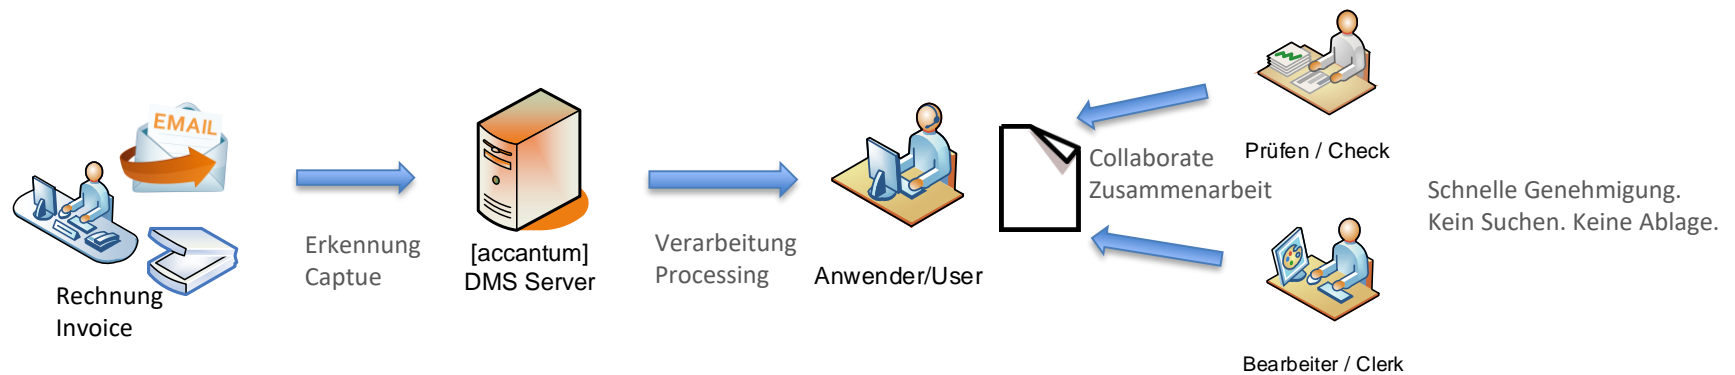 EMAIL
Rechnung
Invoice
Erkennung
Captue
[accantum]
DMS Server
Verarbeitung
Processing
Anwender/User
Collaborate
Zusammenarbeit
Prüfen / Check
Bearbeiter / Clerk
Schnelle Genehmigung.
Kein Suchen. Keine Ablage.